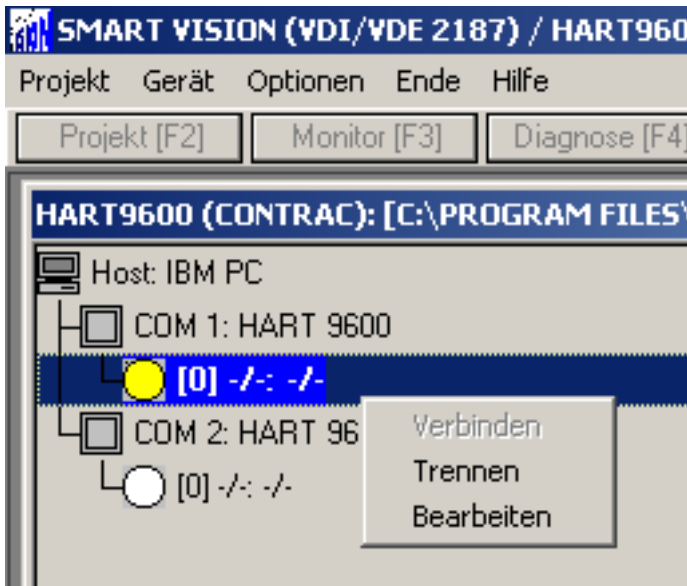 SMART VISION (VDI/VDE 2187) / HART960
Projekt Gerät Optionen Ende Hilfe
Projekt [F2] Monitor [F3] Diagnose [F4]
HART9600 (CONTRAC): [C:\PROGRAM FILES\
Host: IBM PC
COM 1: HART 9600
[0] -/-: -/-
COM 2: HART 96
[0] -/-: -/-
Verbinden
Trennen
Bearbeiten